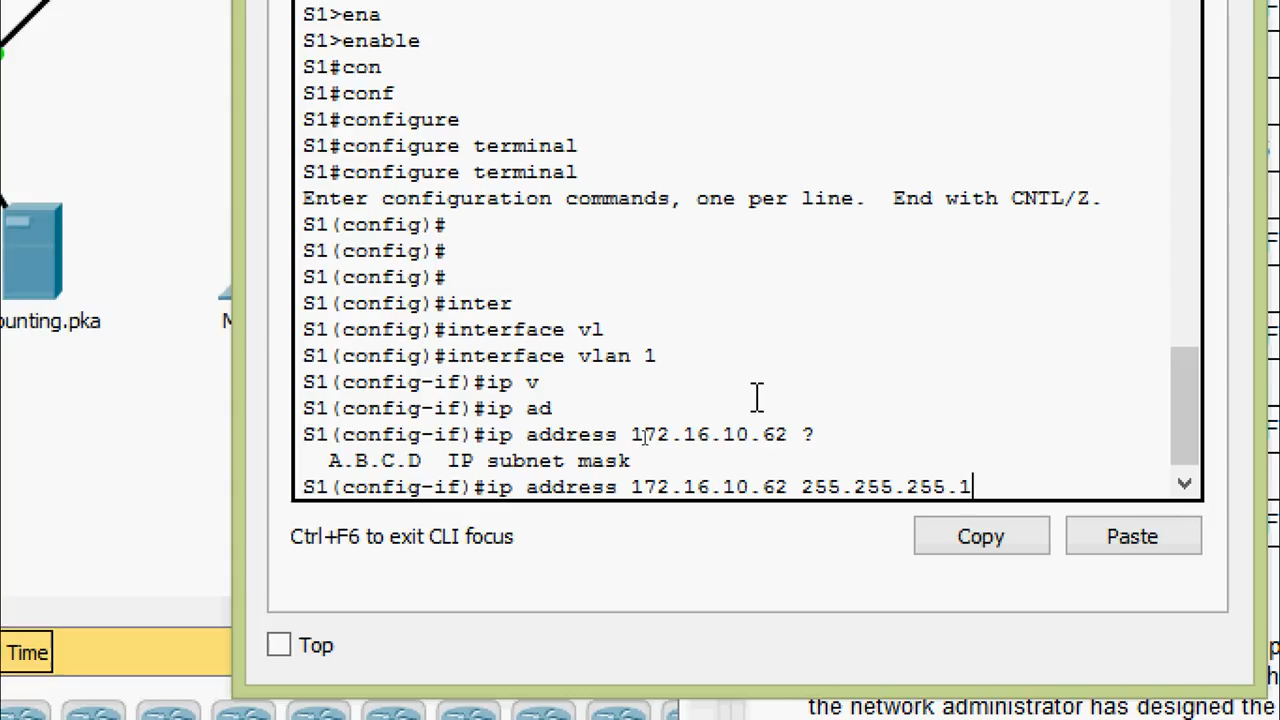 S1>ena
S1>enable
S1#con
S1#conf
S1#configure
S1#configure terminal
S1#configure terminal
Enter configuration commands, one per line.  End with CNTL/Z.
S1(config)#
S1(config)#
S1(config)#
S1(config)#inter
S1(config)#interface vl
S1(config)#interface vlan 1
S1(config-if)#ip v
S1(config-if)#ip ad
S1(config-if)#ip address 172.16.10.62 ?
  A.B.C.D  IP subnet mask
S1(config-if)#ip address 172.16.10.62 255.255.255.1
Ctrl+F6 to exit CLI focus
Copy
Paste
Top
ounting.pka
Time
the network administrator has designed the